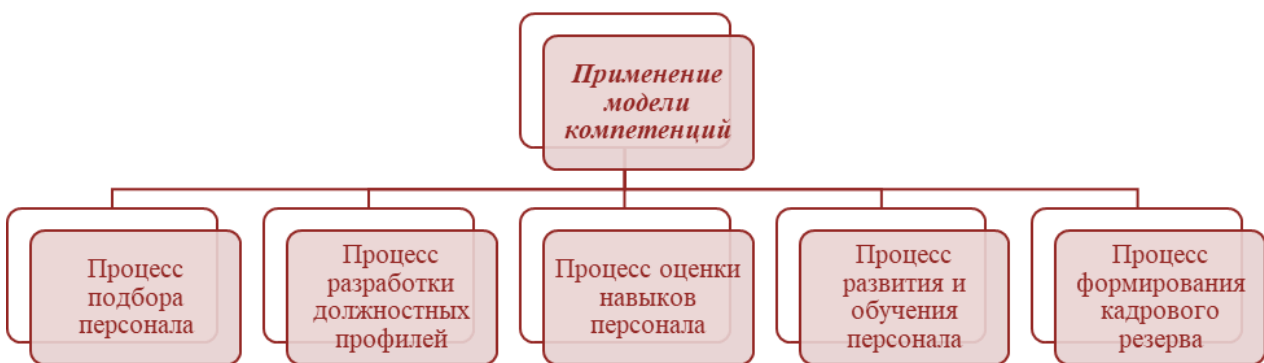 Применение
модели
компетенций
Процесс
подбора
персонала
Процесс
разработки
должностных
профилей
Процесс оценки
навыков
персонала
Процесс
развития и
обучения
персонала
Процесс
формирования
кадрового
резерва